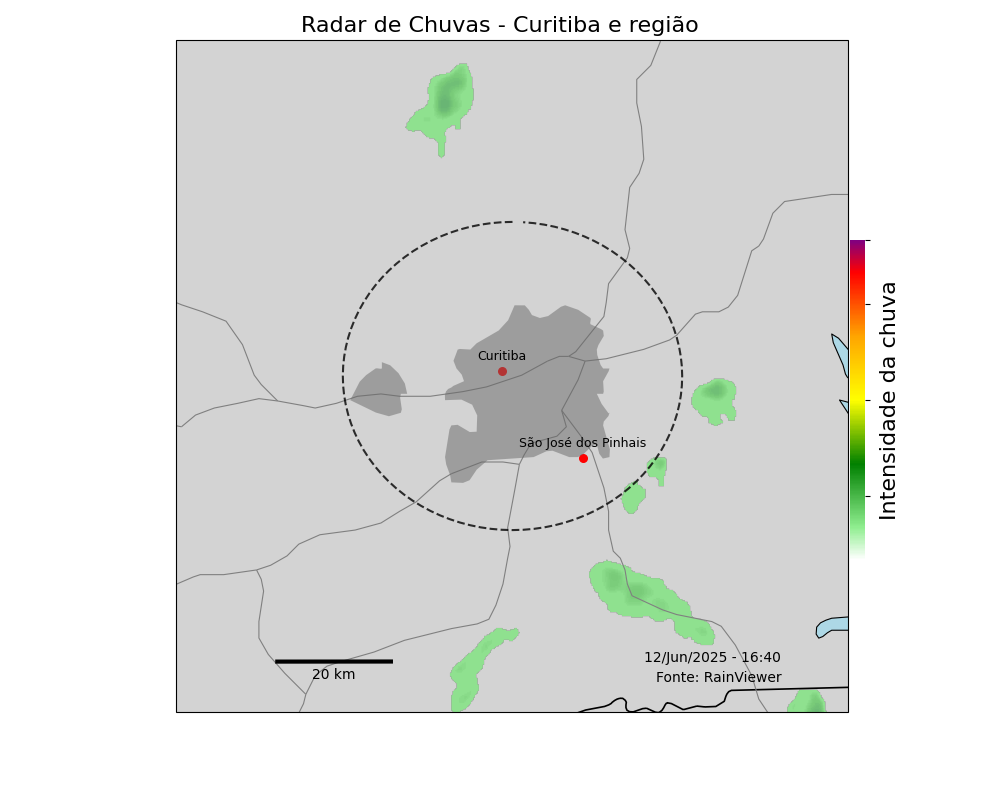 Radar de Chuvas - Curitiba e região
Curitiba
São José dos Pinhais
Intensidade da chuva
12/Jun/2025 - 16:40
20 km
Fonte: RainViewer